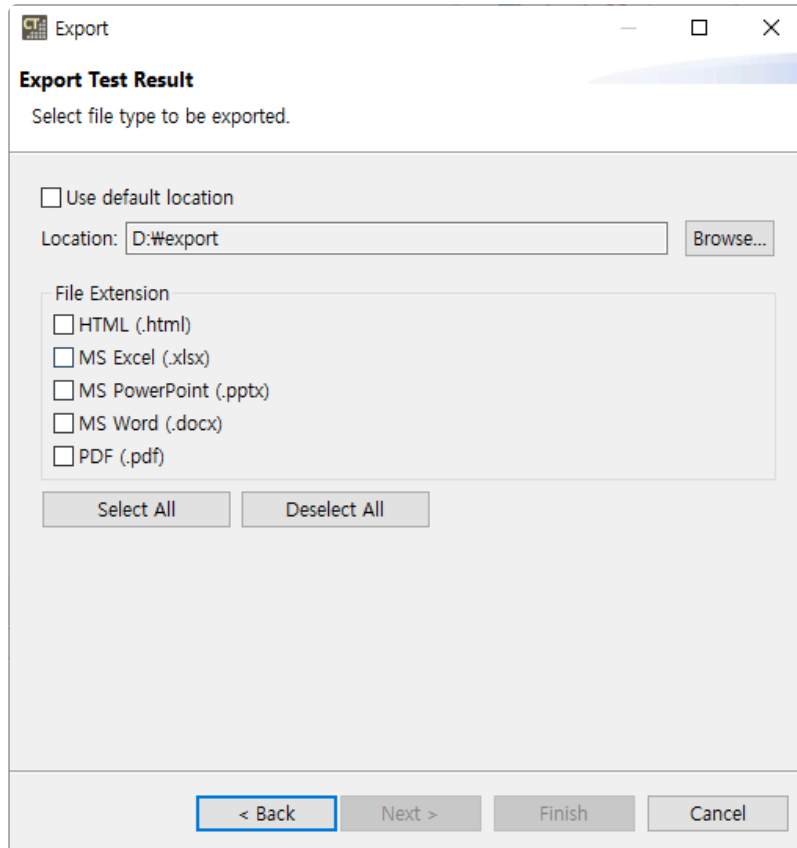 CT Export
Export Test Result
Select file type to be exported.
Use default location
Location: D:₩export Browse...
File Extension
HTML (.html)
MS Excel (.xlsx)
MS PowerPoint (.pptx)
MS Word (.docx)
PDF (.pdf)
Select All Deselect All
< Back Next > Finish Cancel